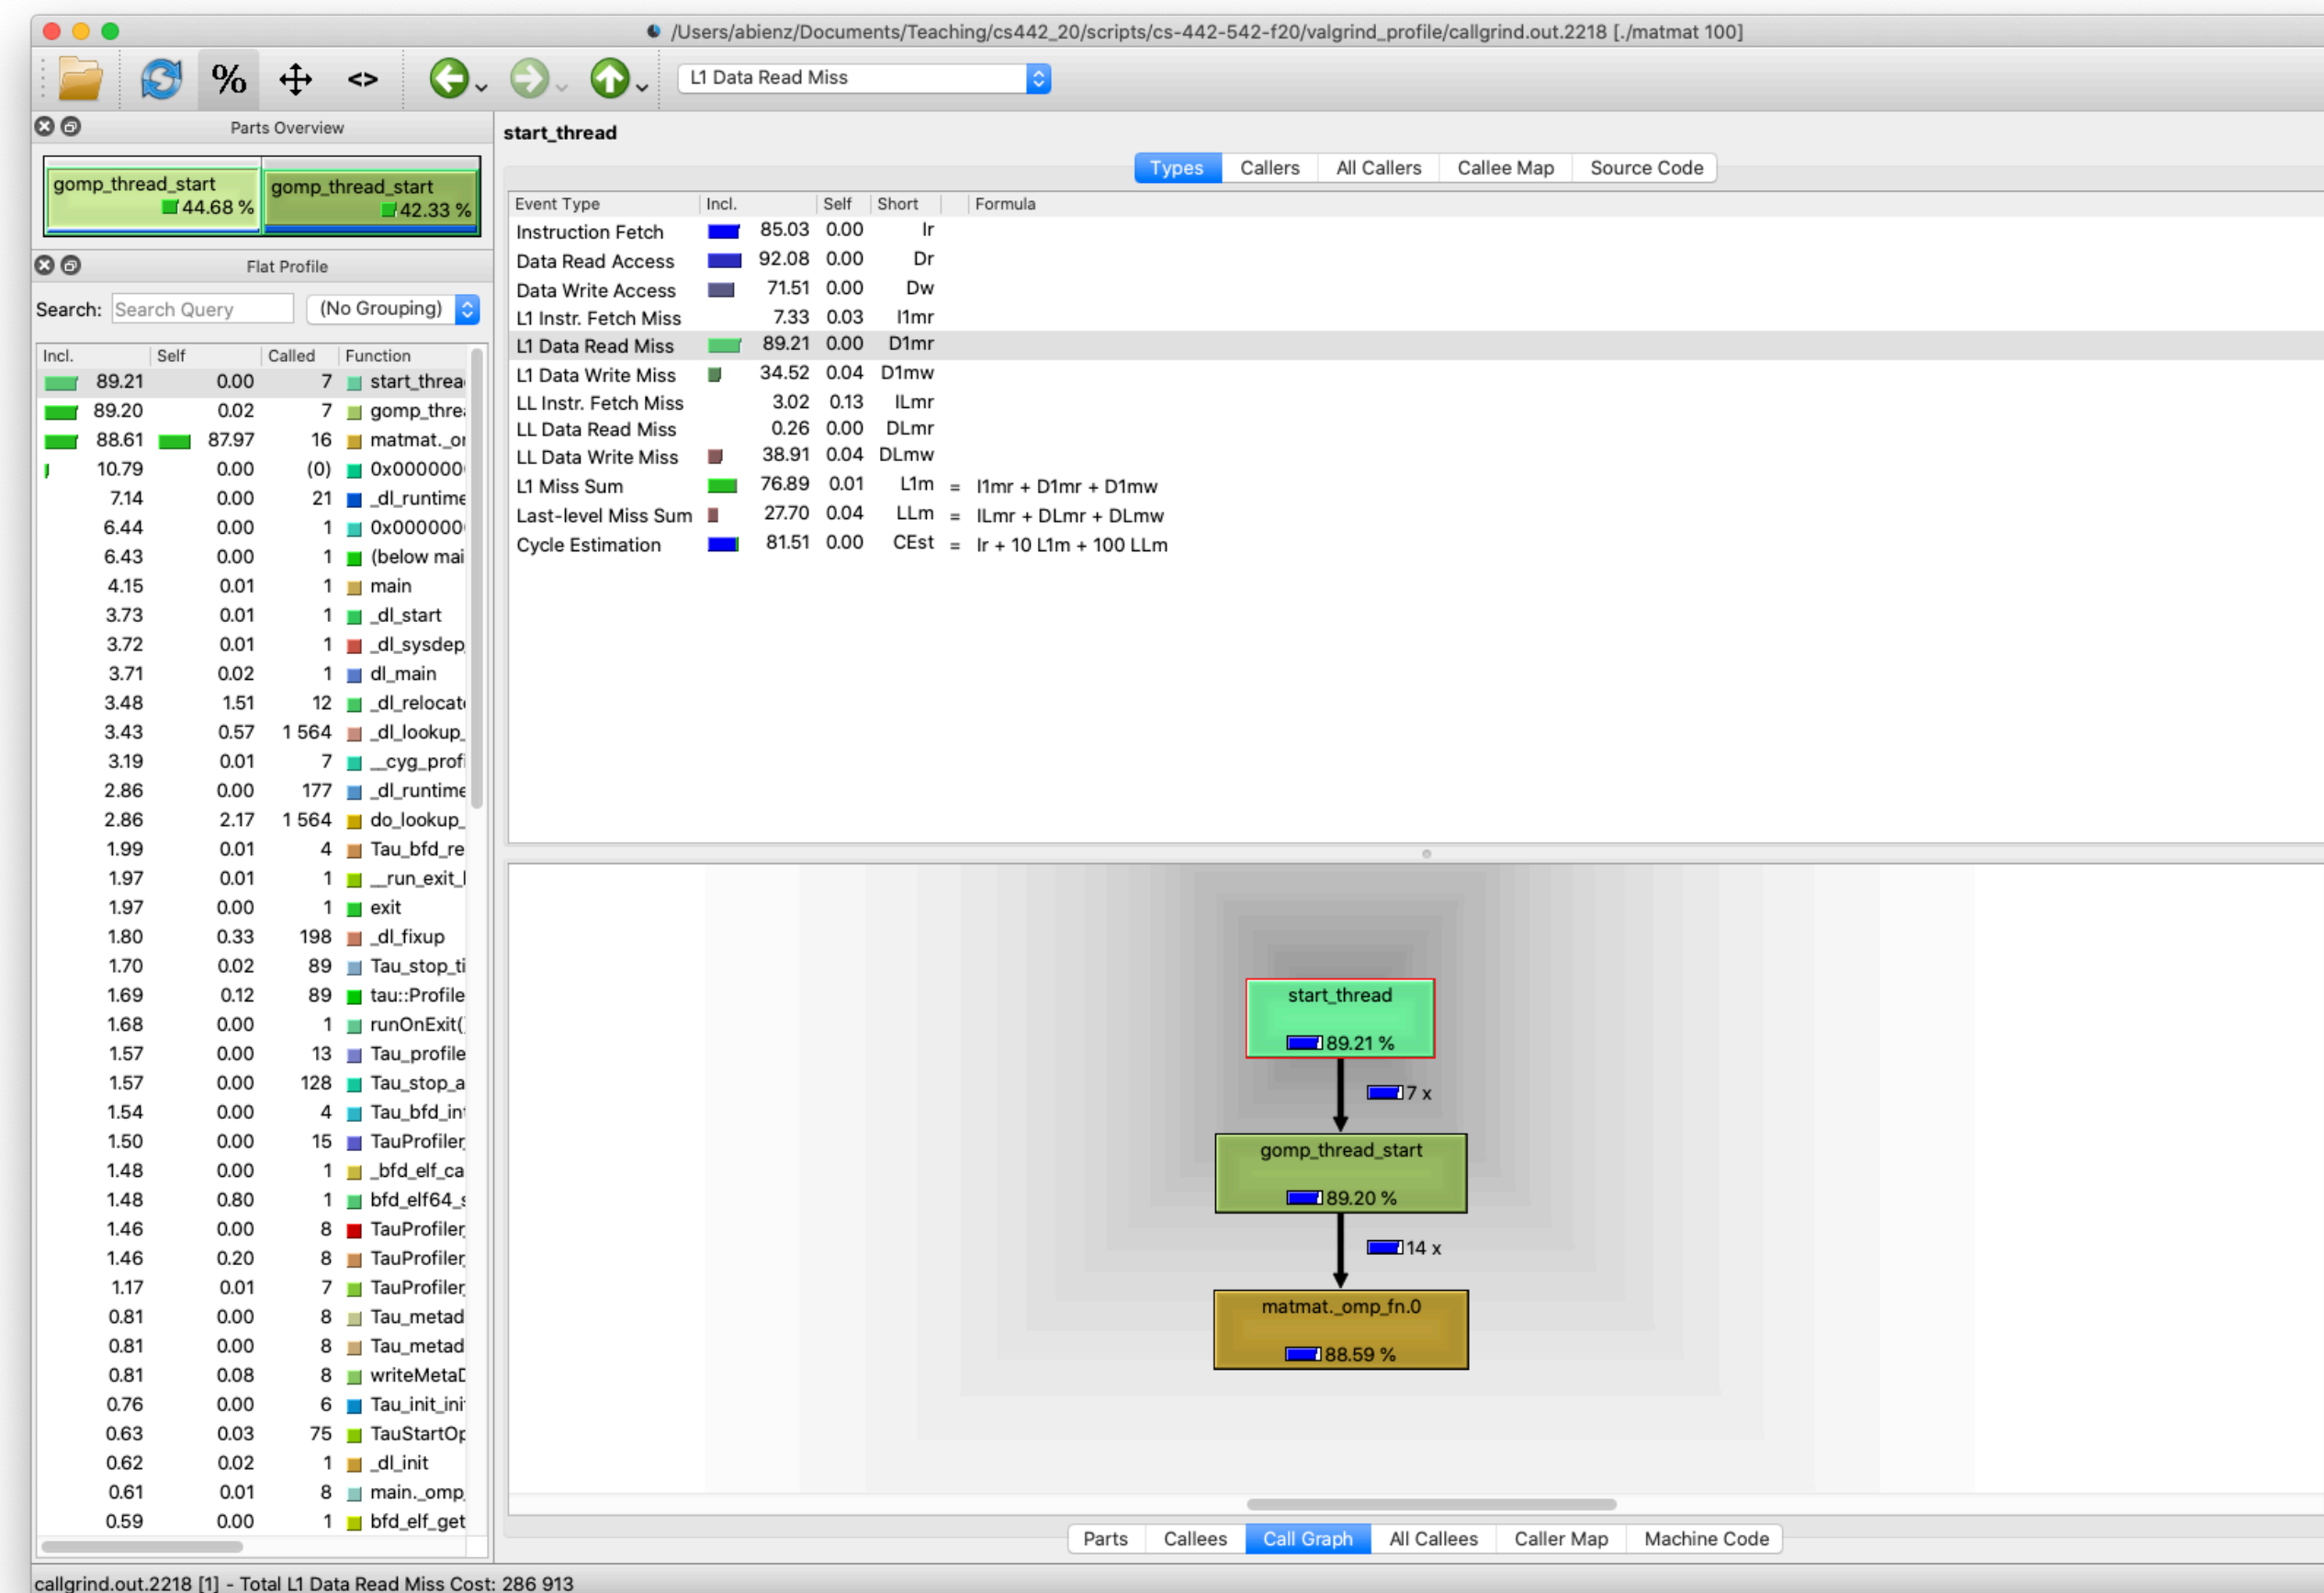 /Users/abienz/Documents/Teaching/cs442_20/scripts/cs-442-542-f20/valgrind_profile/callgrind.out.2218 [./matmat 100]
% <> L1 Data Read Miss
Parts Overview
gomp_thread_start 44.68 %
gomp_thread_start 42.33 %
Flat Profile
Search: Search Query (No Grouping)
Incl. Self Called Function
89.21 0.00 7 start_threa
89.20 0.02 7 gomp_threa
88.61 87.97 16 matmat._or
10.79 0.00 (0) 0x0000000
7.14 0.00 21 _dl_runtime
6.44 0.00 1 0x0000000
6.43 0.00 1 (below mai
4.15 0.01 1 main
3.73 0.01 1 _dl_start
3.72 0.01 1 _dl_sysdep_
3.71 0.02 1 dl_main
3.48 1.51 12 _dl_relocate
3.43 0.57 1 564 _dl_lookup_
3.19 0.01 7 __cyg_profi
2.86 0.00 177 _dl_runtime
2.86 2.17 1 564 do_lookup_
1.99 0.01 4 Tau_bfd_re
1.97 0.01 1 __run_exit_l
1.97 0.00 1 exit
1.80 0.33 198 _dl_fixup
1.70 0.02 89 Tau_stop_ti
1.69 0.12 89 tau::Profile
1.68 0.00 1 runOnExit()
1.57 0.00 13 Tau_profile
1.57 0.00 128 Tau_stop_a
1.54 0.00 4 Tau_bfd_int
1.50 0.00 15 TauProfiler_
1.48 0.00 1 _bfd_elf_ca
1.48 0.80 1 bfd_elf64_s
1.46 0.00 8 TauProfiler_
1.46 0.20 8 TauProfiler_
1.17 0.01 7 TauProfiler_
0.81 0.00 8 Tau_metad
0.81 0.00 8 Tau_metad
0.81 0.08 8 writeMetaD
0.76 0.00 6 Tau_init_ini
0.63 0.03 75 TauStartOp
0.62 0.02 1 _dl_init
0.61 0.01 8 main._omp_
0.59 0.00 1 bfd_elf_get
start_thread
Types Callers All Callers Callee Map Source Code
Event Type Incl. Self Short Formula
Instruction Fetch 85.03 0.00 Ir
Data Read Access 92.08 0.00 Dr
Data Write Access 71.51 0.00 Dw
L1 Instr. Fetch Miss 7.33 0.03 I1mr
L1 Data Read Miss 89.21 0.00 D1mr
L1 Data Write Miss 34.52 0.04 D1mw
LL Instr. Fetch Miss 3.02 0.13 ILmr
LL Data Read Miss 0.26 0.00 DLmr
LL Data Write Miss 38.91 0.04 DLmw
L1 Miss Sum 76.89 0.01 L1m = I1mr + D1mr + D1mw
Last-level Miss Sum 27.70 0.04 LLm = ILmr + DLmr + DLmw
Cycle Estimation 81.51 0.00 CEst = Ir + 10 L1m + 100 LLm
start_thread
89.21 %
7 x
gomp_thread_start
89.20 %
14 x
matmat._omp_fn.0
88.59 %
Parts Callees Call Graph All Callees Caller Map Machine Code
callgrind.out.2218 [1] - Total L1 Data Read Miss Cost: 286 913